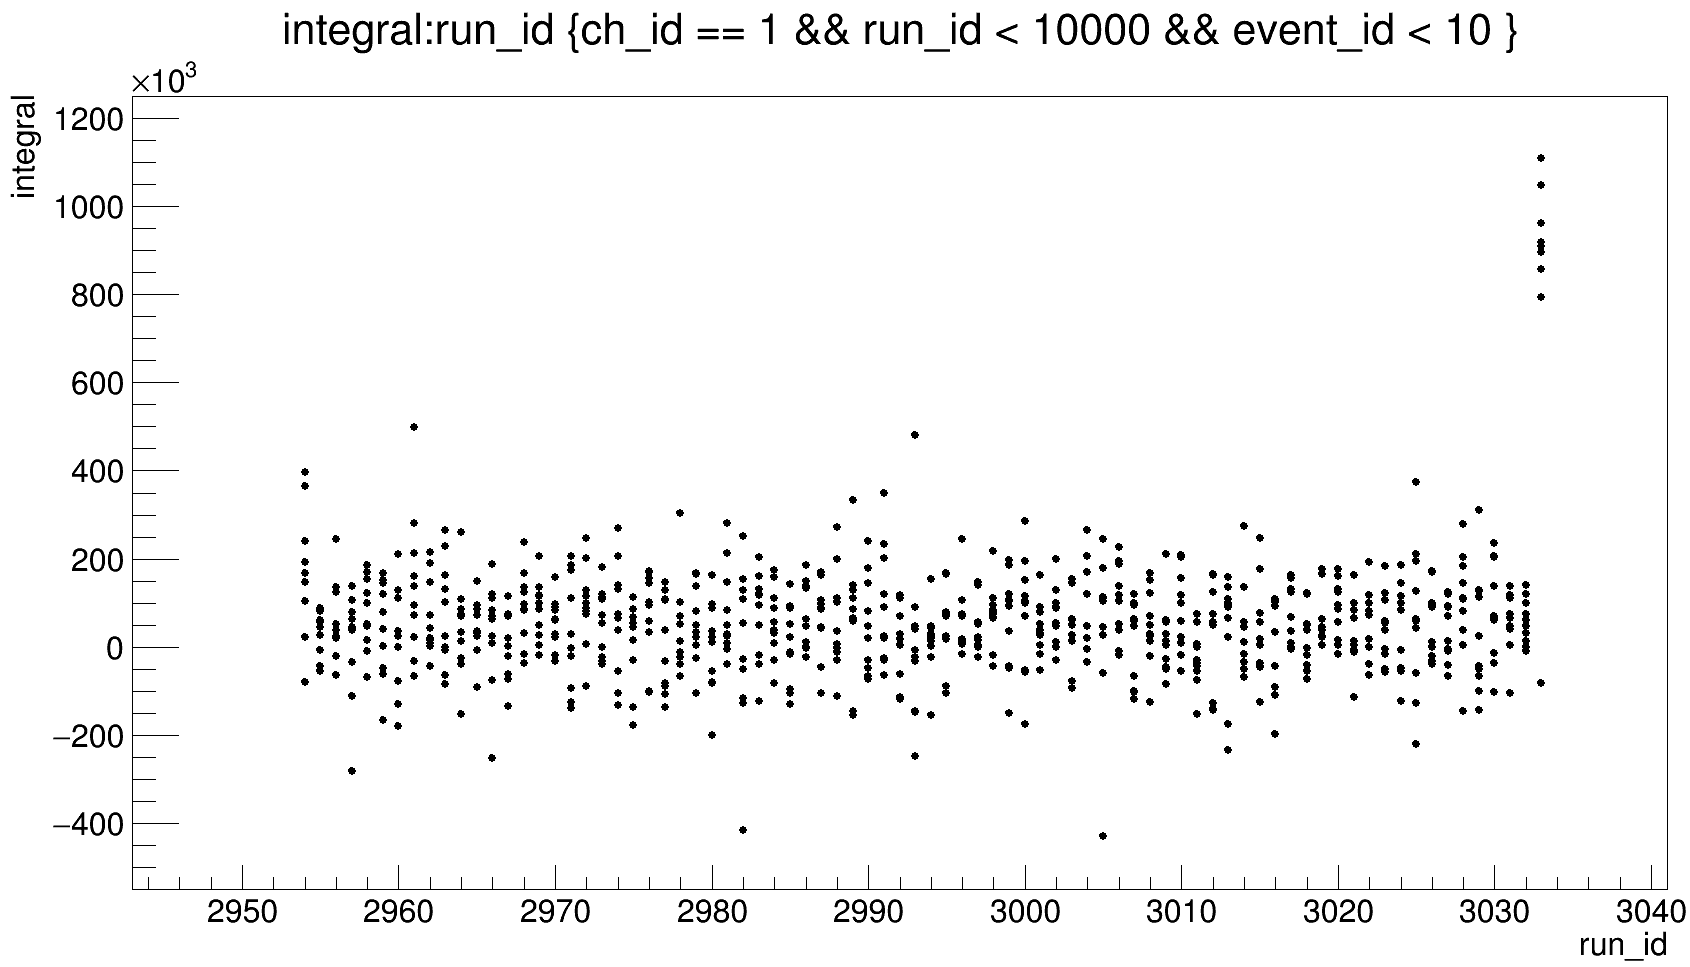 integral:run_id {ch_id == 1 && run_id < 10000 && event_id < 10 }
×10³
integral
1200
1000
800
600
400
200
0
−200
−400
2950 2960 2970 2980 2990 3000 3010 3020 3030 3040
run_id